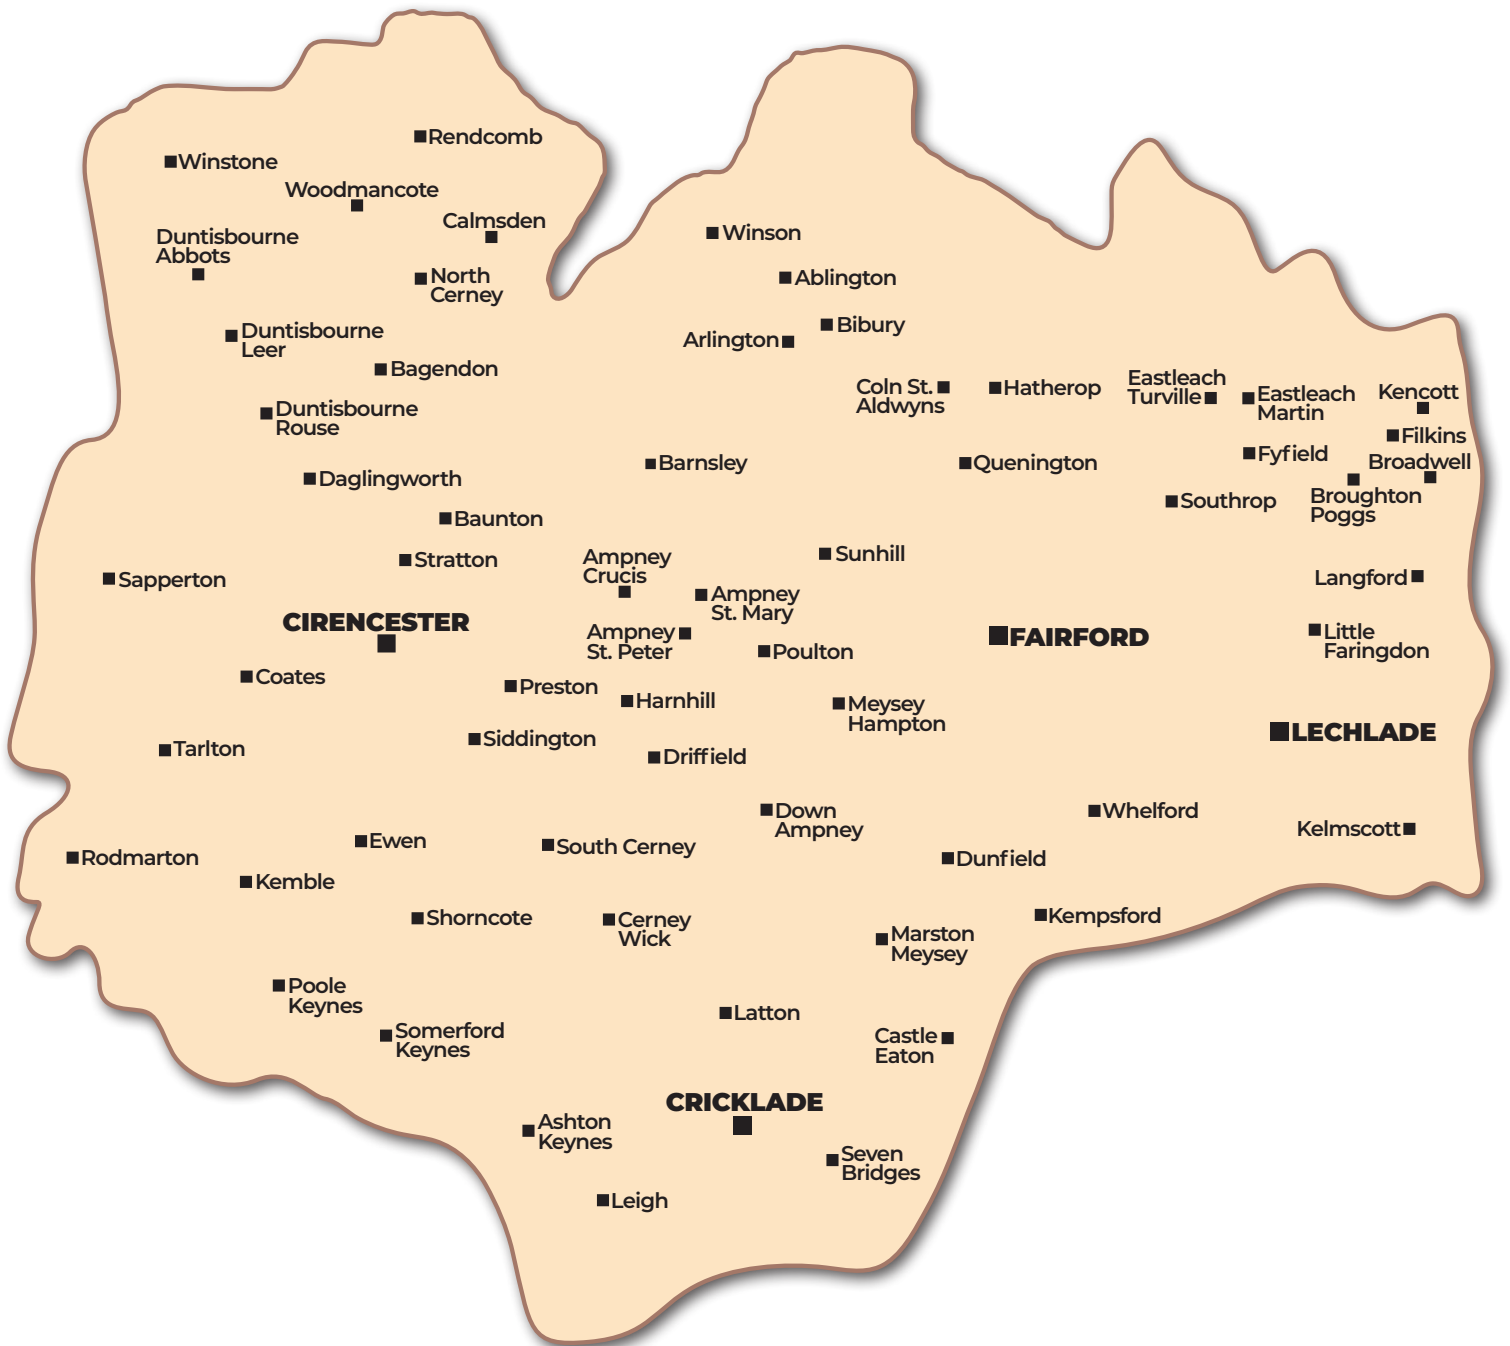 Rendcomb
Winstone
Woodmancote
Calmsden
Duntisbourne
Abbots
Winson
North
Cerney
Ablington
Duntisbourne
Leer
Bibury
Arlington
Bagendon
Coln St.
Aldwyns
Hatherop
Eastleach
Turville
Eastleach
Martin
Kencott
Duntisbourne
Rouse
Filkins
Fyfield
Broadwell
Barnsley
Quenington
Daglingworth
Southrop
Broughton
Poggs
Baunton
Stratton
Ampney
Crucis
Sunhill
Sapperton
Langford
Ampney
St. Mary
CIRENCESTER
Ampney
St. Peter
Poulton
FAIRFORD
Little
Faringdon
Coates
Preston
Harnhill
Meysey
Hampton
LECHLADE
Tarlton
Siddington
Driffield
Down
Ampney
Whelford
Kelmscott
Ewen
South Cerney
Rodmarton
Dunfield
Kemble
Shorncote
Cerney
Wick
Kempsford
Marston
Meysey
Poole
Keynes
Latton
Somerford
Keynes
Castle
Eaton
CRICKLADE
Ashton
Keynes
Seven
Bridges
Leigh